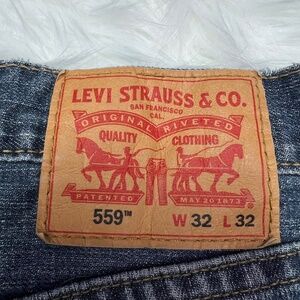 LEVI STRAUSS & CO.
SAN FRANCISCO
CAL.
ORIGINAL RIVETED
QUALITY CLOTHING
PATENTED MAY 20 1873
559™ W 32 L 32